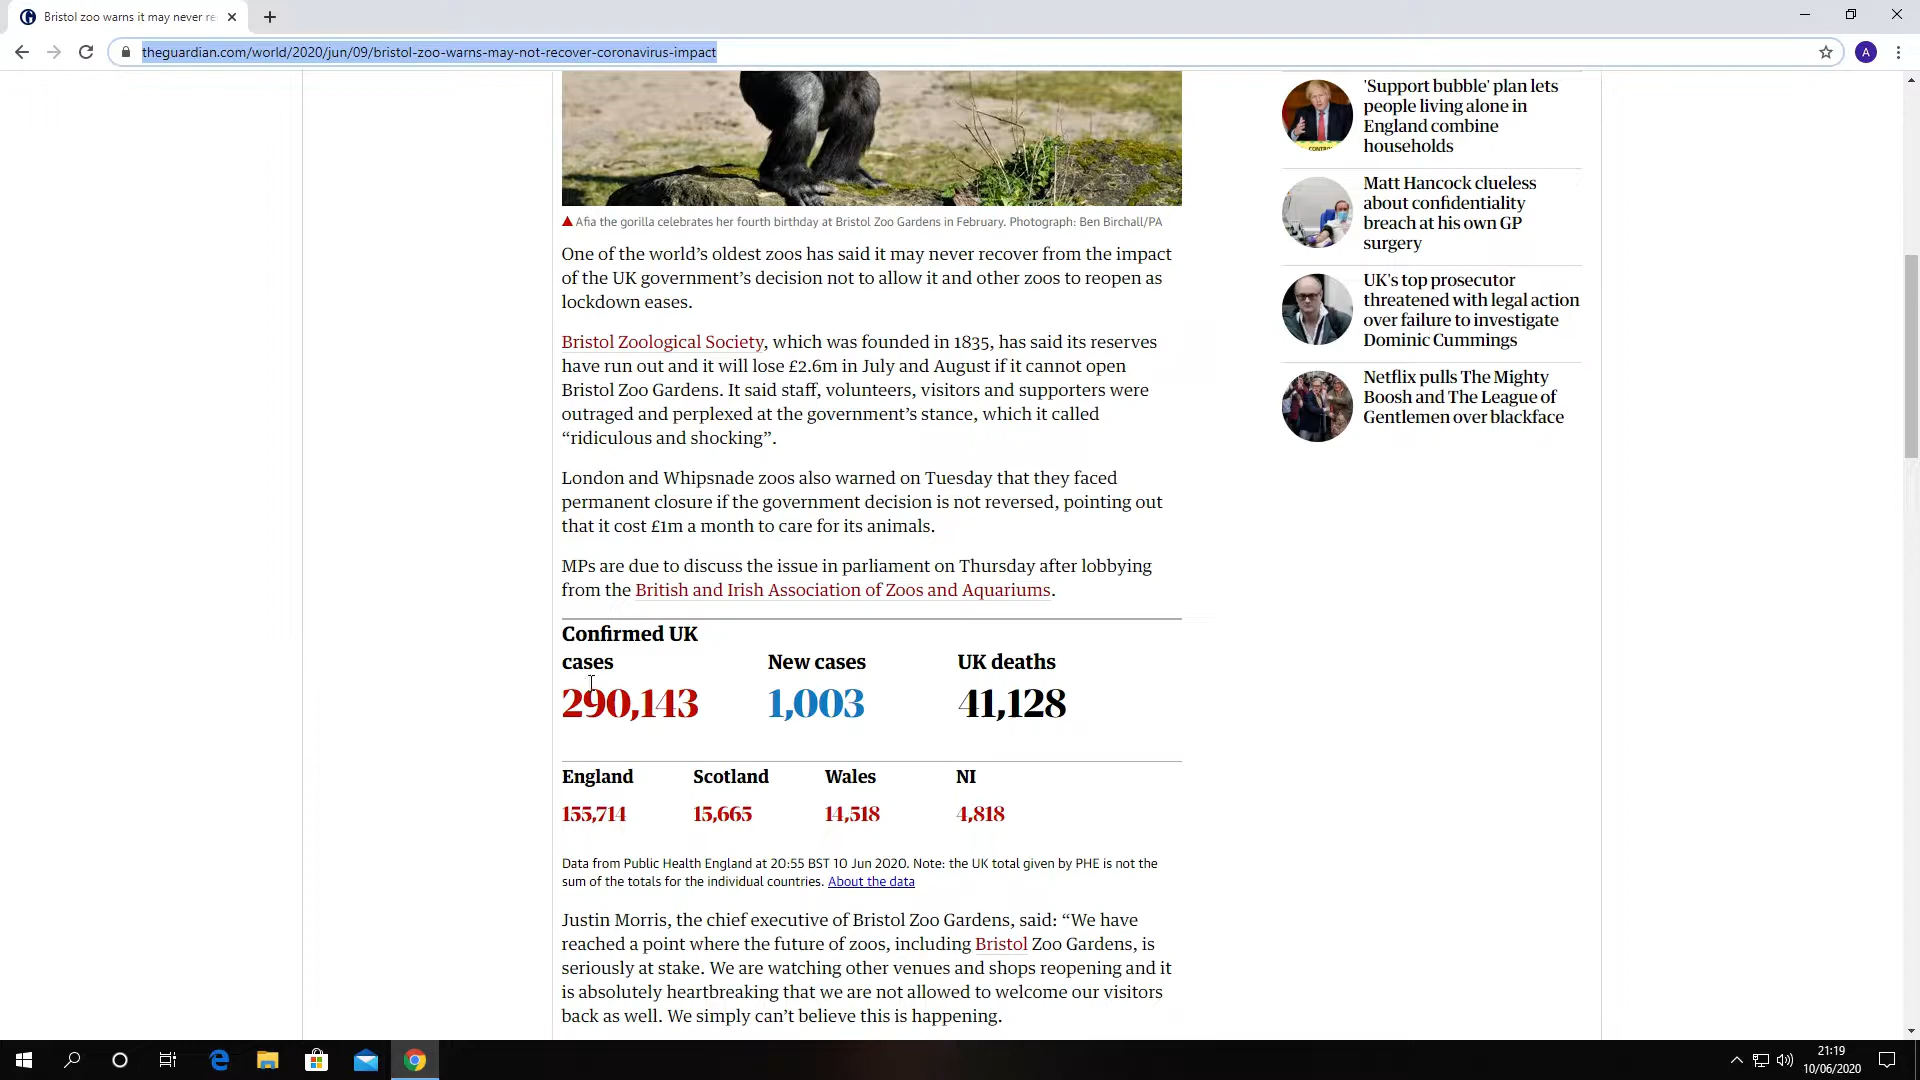 Bristol zoo warns it may never re
theguardian.com/world/2020/jun/09/bristol-zoo-warns-may-not-recover-coronavirus-impact
A
'Support bubble' plan lets
people living alone in
England combine
households
Matt Hancock clueless
about confidentiality
breach at his own GP
surgery
UK's top prosecutor
threatened with legal action
over failure to investigate
Dominic Cummings
Netflix pulls The Mighty
Boosh and The League of
Gentlemen over blackface
Afia the gorilla celebrates her fourth birthday at Bristol Zoo Gardens in February. Photograph: Ben Birchall/PA
One of the world’s oldest zoos has said it may never recover from the impact
of the UK government’s decision not to allow it and other zoos to reopen as
lockdown eases.
Bristol Zoological Society, which was founded in 1835, has said its reserves
have run out and it will lose £2.6m in July and August if it cannot open
Bristol Zoo Gardens. It said staff, volunteers, visitors and supporters were
outraged and perplexed at the government’s stance, which it called
“ridiculous and shocking”.
London and Whipsnade zoos also warned on Tuesday that they faced
permanent closure if the government decision is not reversed, pointing out
that it cost £1m a month to care for its animals.
MPs are due to discuss the issue in parliament on Thursday after lobbying
from the British and Irish Association of Zoos and Aquariums.
Confirmed UK
cases New cases UK deaths
290,143 1,003 41,128
England Scotland Wales NI
155,714 15,665 14,518 4,818
Data from Public Health England at 20:55 BST 10 Jun 2020. Note: the UK total given by PHE is not the
sum of the totals for the individual countries. About the data
Justin Morris, the chief executive of Bristol Zoo Gardens, said: “We have
reached a point where the future of zoos, including Bristol Zoo Gardens, is
seriously at stake. We are watching other venues and shops reopening and it
is absolutely heartbreaking that we are not allowed to welcome our visitors
back as well. We simply can’t believe this is happening.
21:19
10/06/2020